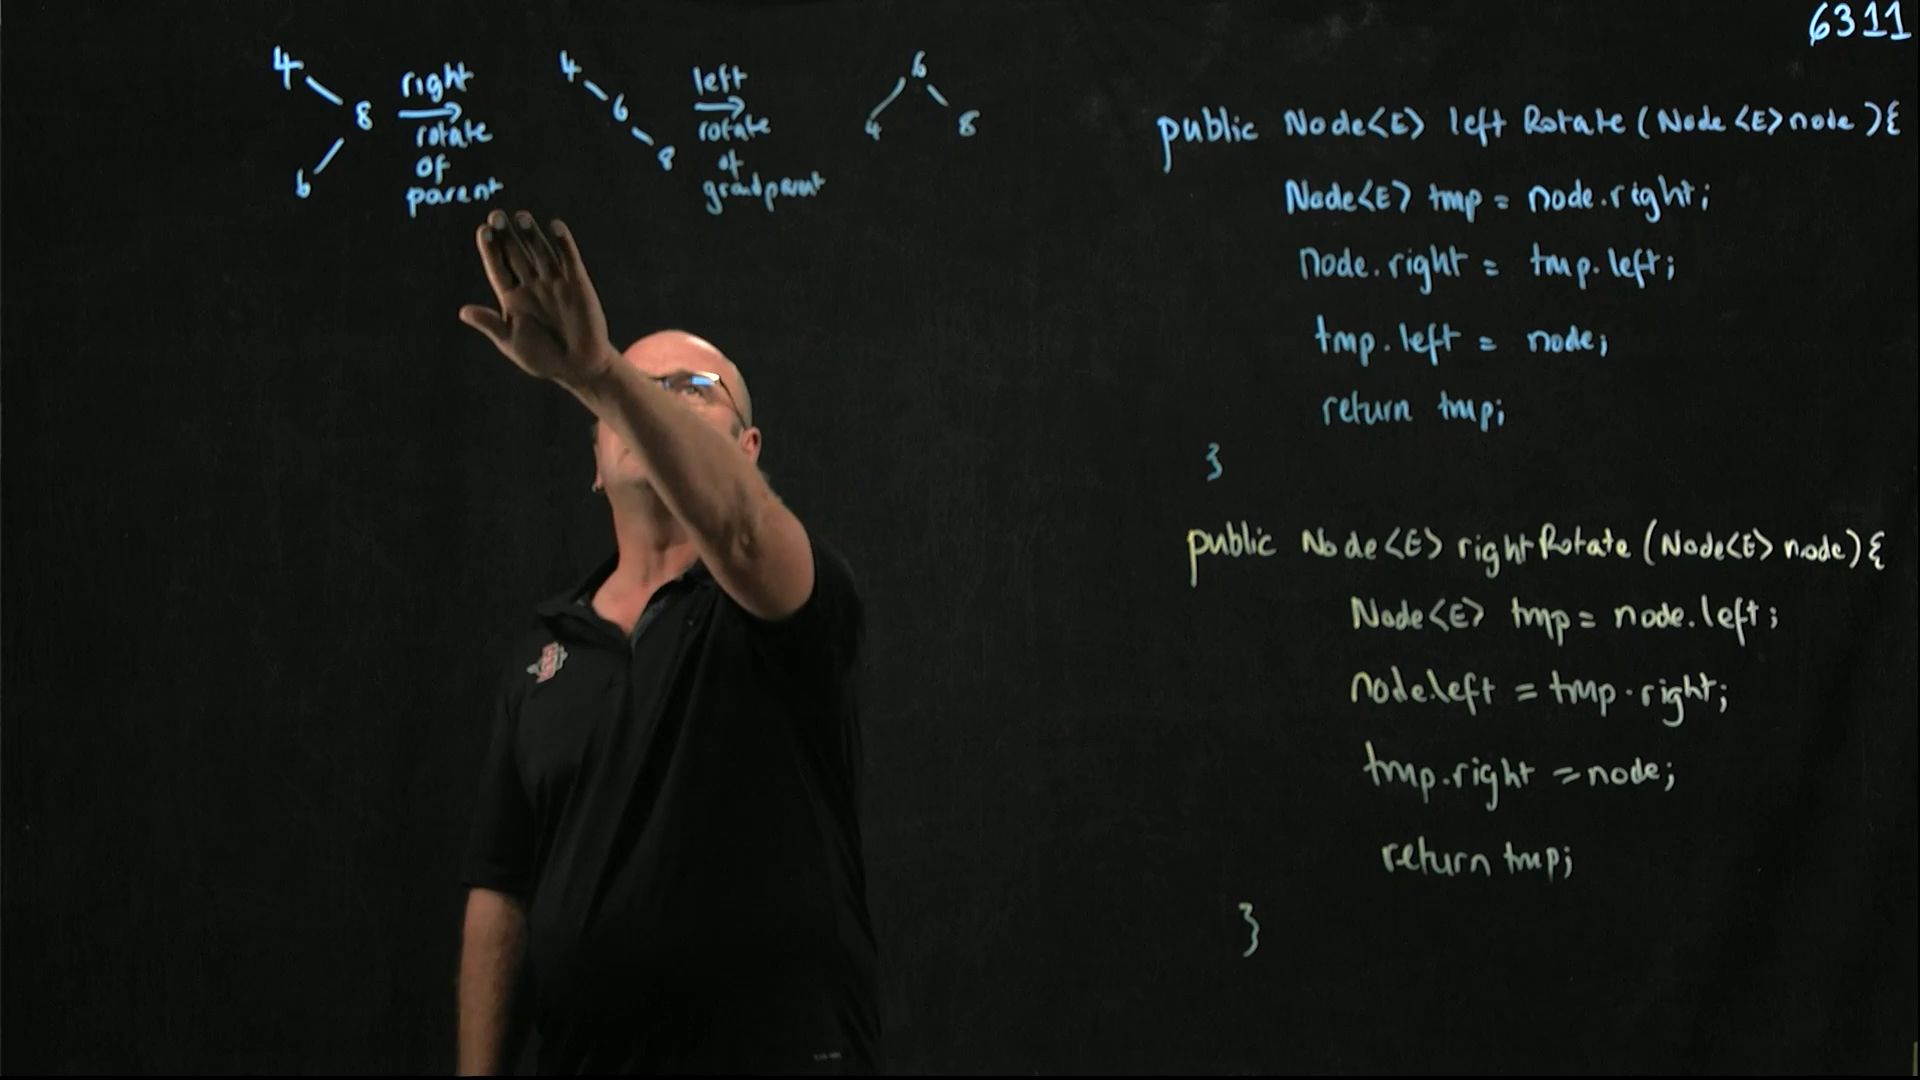 6311
4
8
6
right
rotate
of
parent
4
6
8
left
rotate
of
grandparent
6
4
8
public Node<E> leftRotate(Node<E>node){
Node<E> tmp = node.right;
node.right = tmp.left;
tmp.left = node;
return tmp;
}
public Node<E> rightRotate(Node<E> node){
Node<E> tmp = node.left;
node.left = tmp.right;
tmp.right = node;
return tmp;
}